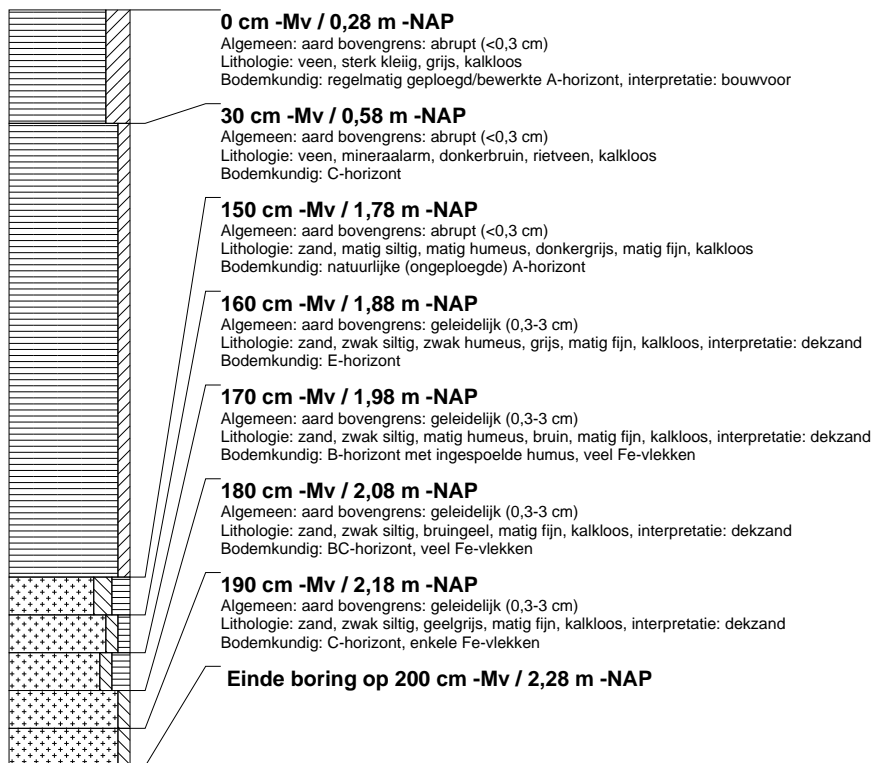 0 cm -Mv / 0,28 m -NAP
Algemeen: aard bovengrens: abrupt (<0,3 cm)
Lithologie: veen, sterk kleiig, grijs, kalkloos
Bodemkundig: regelmatig geploegd/bewerkte A-horizont, interpretatie: bouwvoor
30 cm -Mv / 0,58 m -NAP
Algemeen: aard bovengrens: abrupt (<0,3 cm)
Lithologie: veen, mineraalarm, donkerbruin, rietveen, kalkloos
Bodemkundig: C-horizont
150 cm -Mv / 1,78 m -NAP
Algemeen: aard bovengrens: abrupt (<0,3 cm)
Lithologie: zand, matig siltig, matig humeus, donkergrijs, matig fijn, kalkloos
Bodemkundig: natuurlijke (ongeploegde) A-horizont
160 cm -Mv / 1,88 m -NAP
Algemeen: aard bovengrens: geleidelijk (0,3-3 cm)
Lithologie: zand, zwak siltig, zwak humeus, grijs, matig fijn, kalkloos, interpretatie: dekzand
Bodemkundig: E-horizont
170 cm -Mv / 1,98 m -NAP
Algemeen: aard bovengrens: geleidelijk (0,3-3 cm)
Lithologie: zand, zwak siltig, matig humeus, bruin, matig fijn, kalkloos, interpretatie: dekzand
Bodemkundig: B-horizont met ingespoelde humus, veel Fe-vlekken
180 cm -Mv / 2,08 m -NAP
Algemeen: aard bovengrens: geleidelijk (0,3-3 cm)
Lithologie: zand, zwak siltig, bruingeel, matig fijn, kalkloos, interpretatie: dekzand
Bodemkundig: BC-horizont, veel Fe-vlekken
190 cm -Mv / 2,18 m -NAP
Algemeen: aard bovengrens: geleidelijk (0,3-3 cm)
Lithologie: zand, zwak siltig, geelgrijs, matig fijn, kalkloos, interpretatie: dekzand
Bodemkundig: C-horizont, enkele Fe-vlekken
Einde boring op 200 cm -Mv / 2,28 m -NAP